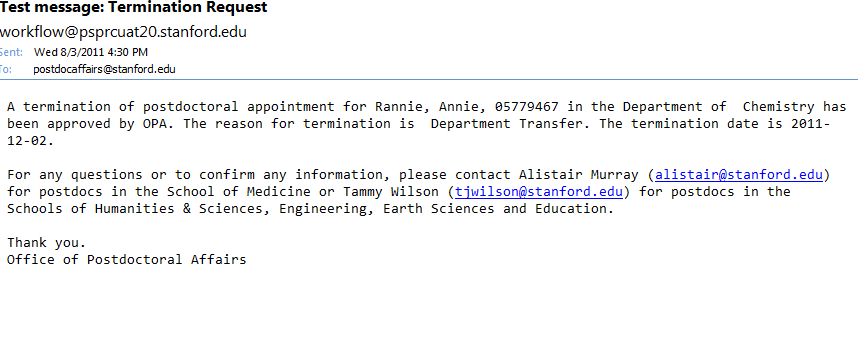 Test message: Termination Request
workflow@psprcuat20.stanford.edu
Sent: Wed 8/3/2011 4:30 PM
To: postdocaffairs@stanford.edu
A termination of postdoctoral appointment for Rannie, Annie, 05779467 in the Department of  Chemistry has
been approved by OPA. The reason for termination is  Department Transfer. The termination date is 2011-
12-02.
For any questions or to confirm any information, please contact Alistair Murray (alistair@stanford.edu)
for postdocs in the School of Medicine or Tammy Wilson (tjwilson@stanford.edu) for postdocs in the
Schools of Humanities & Sciences, Engineering, Earth Sciences and Education.
Thank you.
Office of Postdoctoral Affairs